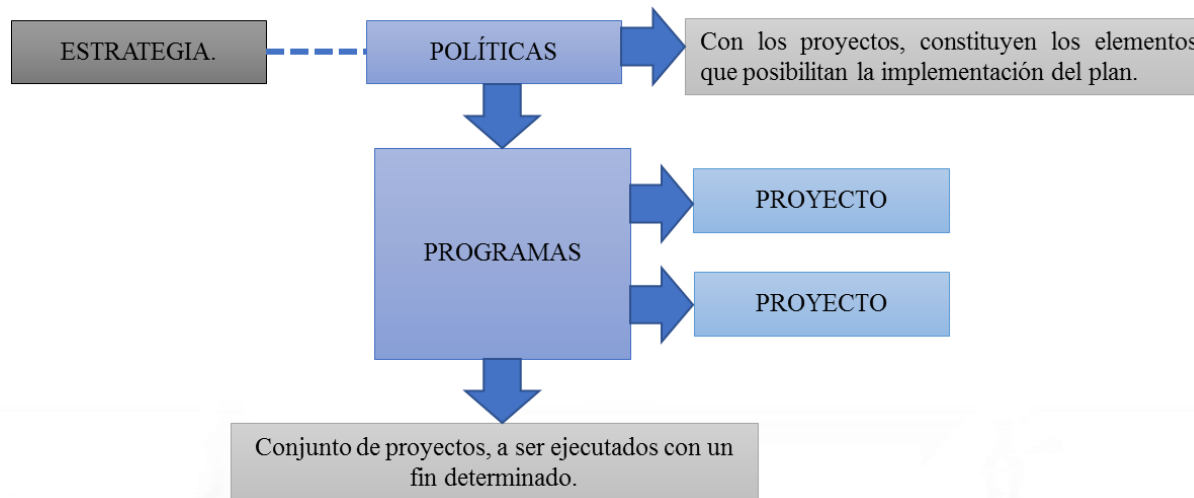 ESTRATEGIA.
POLÍTICAS
Con los proyectos, constituyen los elementos
que posibilitan la implementación del plan.
PROGRAMAS
PROYECTO
PROYECTO
Conjunto de proyectos, a ser ejecutados con un
fin determinado.